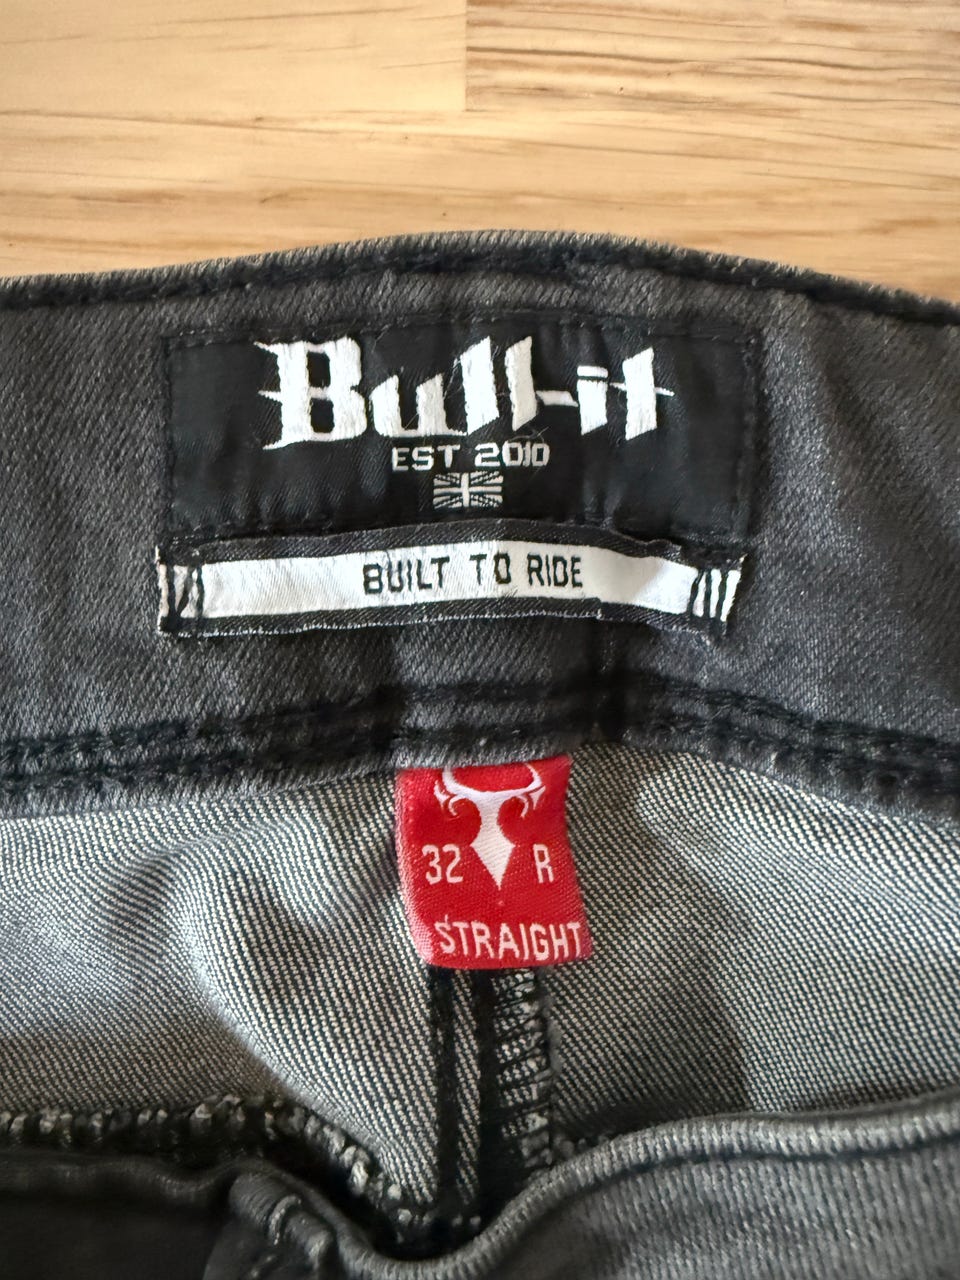 Bull-it
EST 2010
BUILT TO RIDE
32 R
STRAIGHT